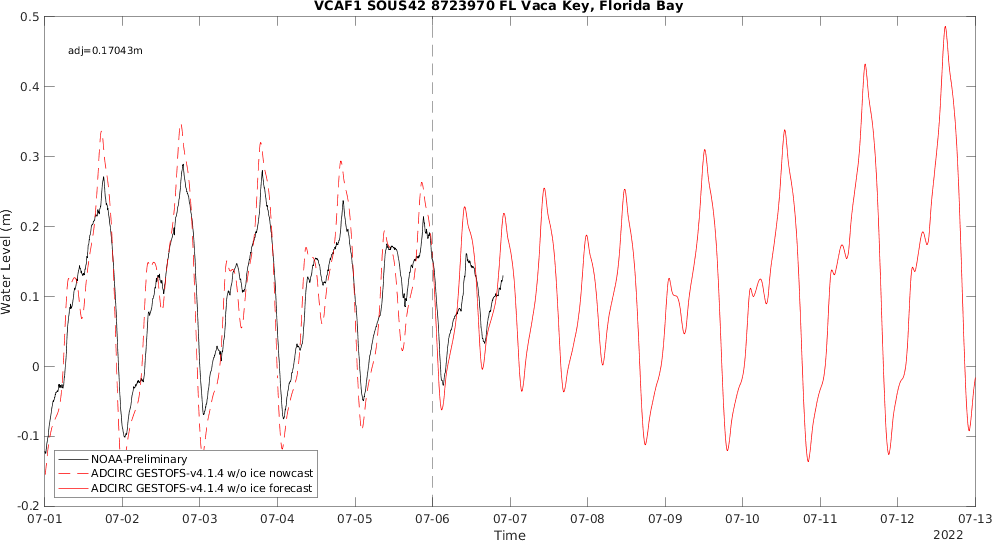 VCAF1 SOUS42 8723970 FL Vaca Key, Florida Bay
adj=0.17043m
0.5
0.4
0.3
0.2
0.1
0
-0.1
-0.2
Water Level (m)
NOAA-Preliminary
ADCIRC GESTOFS-v4.1.4 w/o ice nowcast
ADCIRC GESTOFS-v4.1.4 w/o ice forecast
07-01 07-02 07-03 07-04 07-05 07-06 07-07 07-08 07-09 07-10 07-11 07-12 07-13
Time
2022